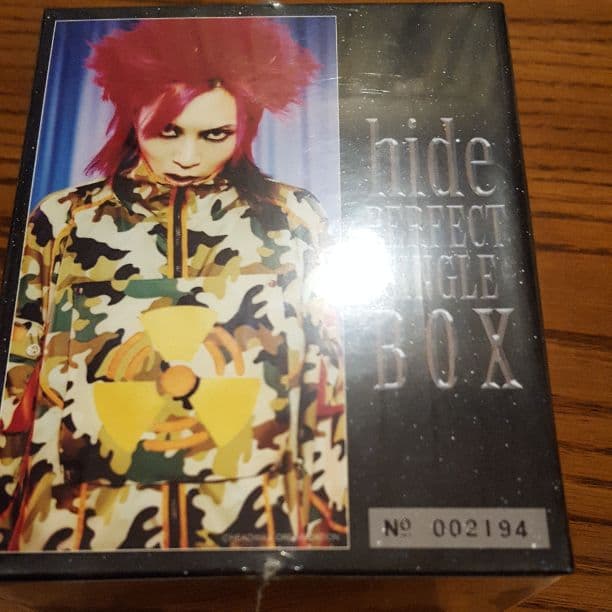 hide
PERFECT
SINGLE
BOX
Nº 002194